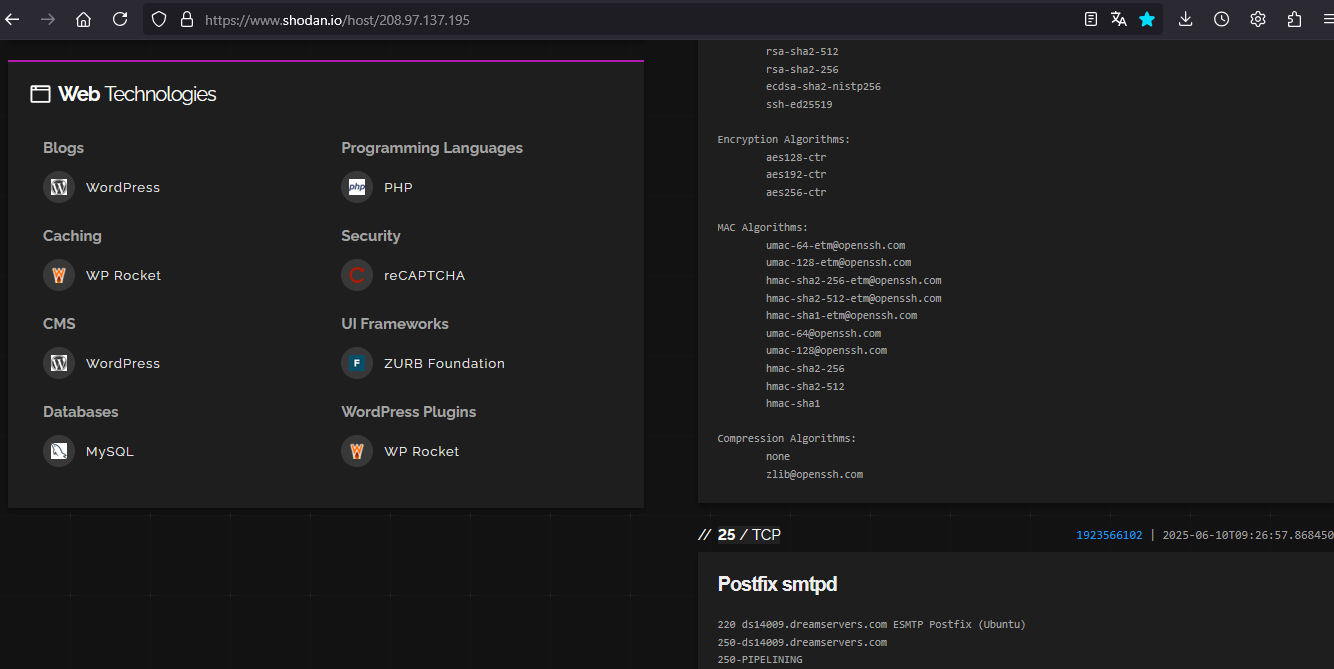 https://www.shodan.io/host/208.97.137.195
Web Technologies
Blogs
WordPress
Programming Languages
php
PHP
Caching
WP Rocket
Security
reCAPTCHA
CMS
WordPress
UI Frameworks
F
ZURB Foundation
Databases
MySQL
WordPress Plugins
WP Rocket
rsa-sha2-512
rsa-sha2-256
ecdsa-sha2-nistp256
ssh-ed25519
Encryption Algorithms:
aes128-ctr
aes192-ctr
aes256-ctr
MAC Algorithms:
umac-64-etm@openssh.com
umac-128-etm@openssh.com
hmac-sha2-256-etm@openssh.com
hmac-sha2-512-etm@openssh.com
hmac-sha1-etm@openssh.com
umac-64@openssh.com
umac-128@openssh.com
hmac-sha2-256
hmac-sha2-512
hmac-sha1
Compression Algorithms:
none
zlib@openssh.com
// 25 / TCP
1923566102 | 2025-06-10T09:26:57.868450
Postfix smtpd
220 ds14009.dreamservers.com ESMTP Postfix (Ubuntu)
250-ds14009.dreamservers.com
250-PIPELINING